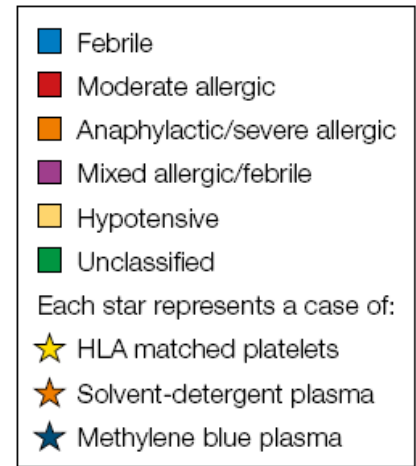 Febrile
Moderate allergic
Anaphylactic/severe allergic
Mixed allergic/febrile
Hypotensive
Unclassified
Each star represents a case of:
HLA matched platelets
Solvent-detergent plasma
Methylene blue plasma